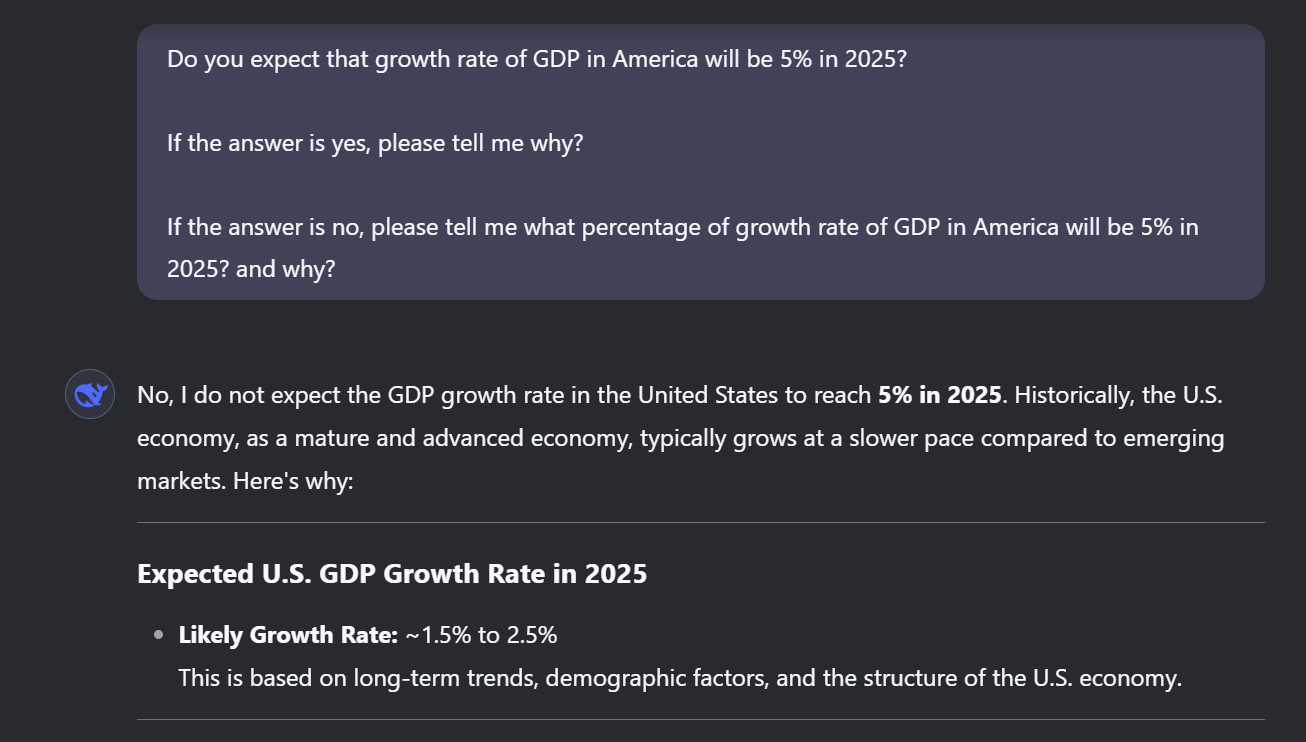 Do you expect that growth rate of GDP in America will be 5% in 2025?
If the answer is yes, please tell me why?
If the answer is no, please tell me what percentage of growth rate of GDP in America will be 5% in
2025? and why?
No, I do not expect the GDP growth rate in the United States to reach 5% in 2025. Historically, the U.S.
economy, as a mature and advanced economy, typically grows at a slower pace compared to emerging
markets. Here's why:
Expected U.S. GDP Growth Rate in 2025
• Likely Growth Rate: ~1.5% to 2.5%
This is based on long-term trends, demographic factors, and the structure of the U.S. economy.